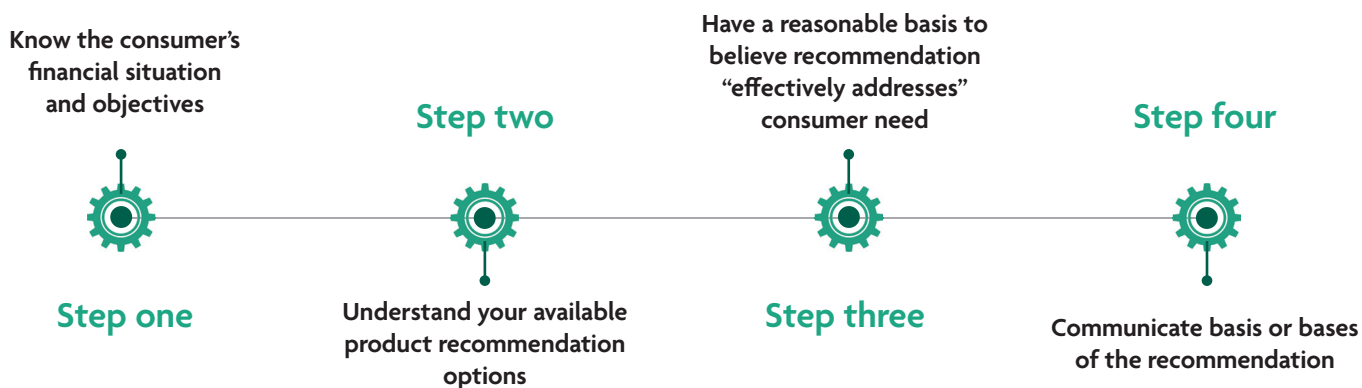 Know the consumer’s
financial situation
and objectives
Step one
Step two
Understand your available
product recommendation
options
Have a reasonable basis to
believe recommendation
“effectively addresses”
consumer need
Step three
Step four
Communicate basis or bases
of the recommendation